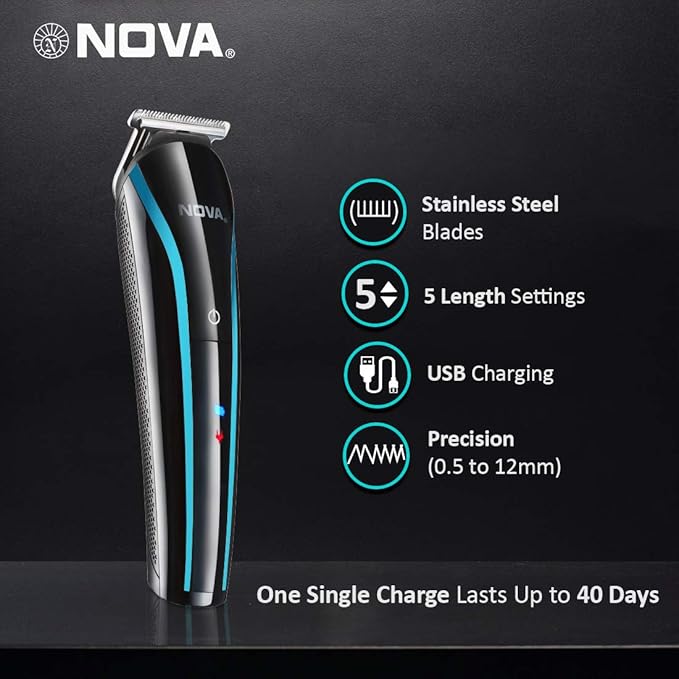 NOVA®
NOVA®
Stainless Steel
Blades
5
5 Length Settings
USB Charging
Precision
(0.5 to 12mm)
One Single Charge Lasts Up to 40 Days